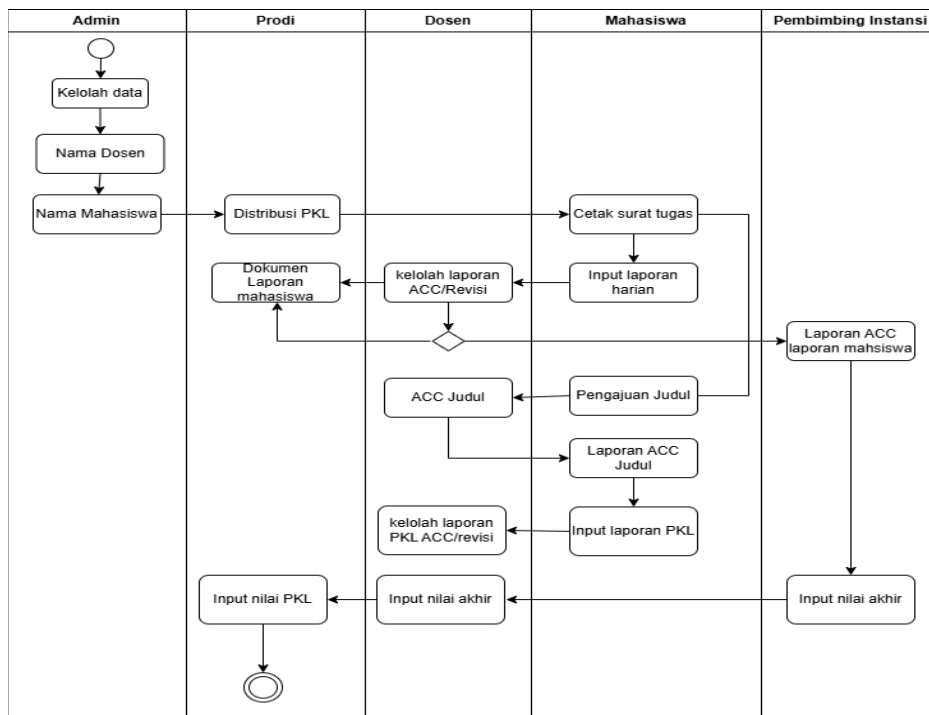 Admin
Prodi
Dosen
Mahasiswa
Pembimbing Instansi
Kelolah data
Nama Dosen
Nama Mahasiswa
Distribusi PKL
Cetak surat tugas
Dokumen
Laporan
mahasiswa
kelolah laporan
ACC/Revisi
Input laporan
harian
Laporan ACC
laporan mahsiswa
ACC Judul
Pengajuan Judul
Laporan ACC
Judul
kelolah laporan
PKL ACC/revisi
Input laporan PKL
Input nilai PKL
Input nilai akhir
Input nilai akhir